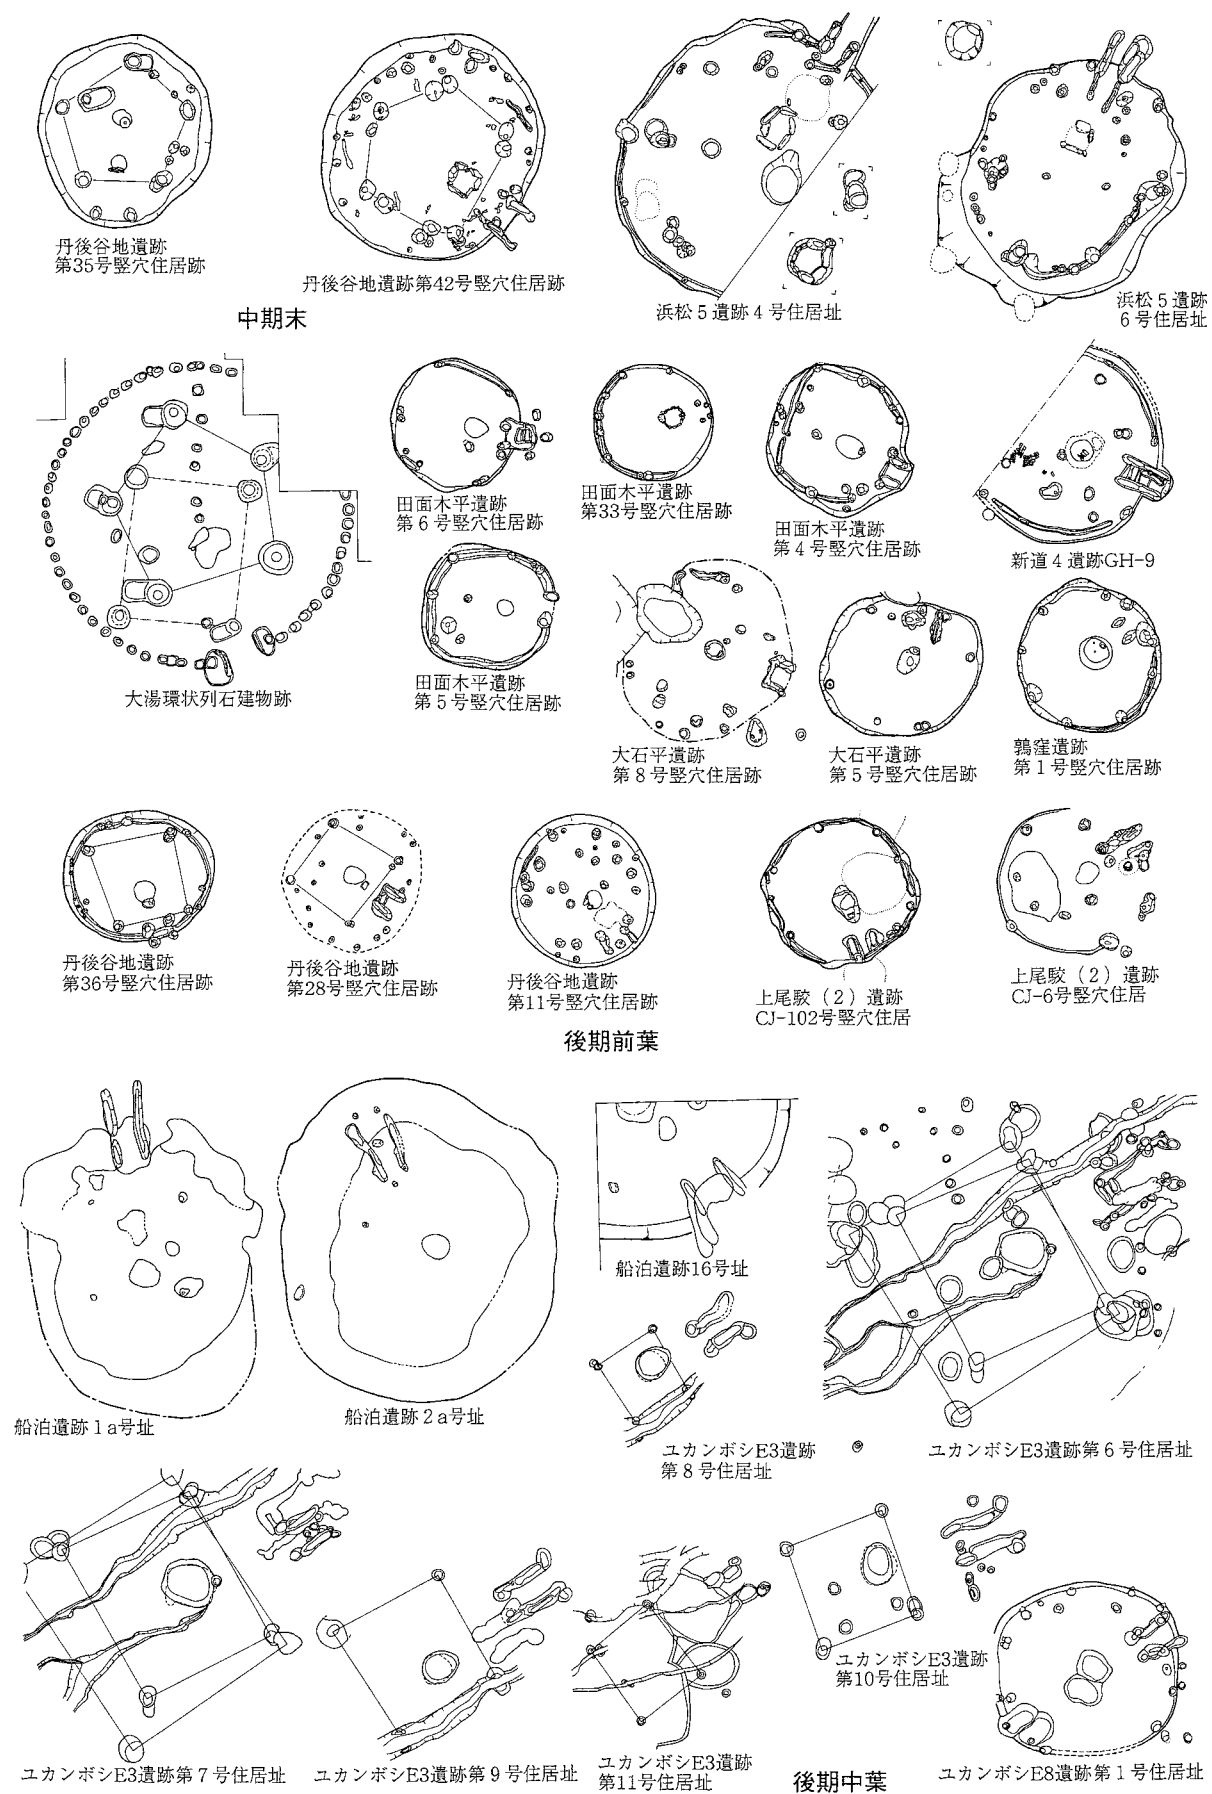 丹後谷地遺跡
第35号竪穴住居跡
丹後谷地遺跡第42号竪穴住居跡
浜松5遺跡4号住居址
浜松5遺跡
6号住居址
中期末
大湯環状列石建物跡
田面木平遺跡
第6号竪穴住居跡
田面木平遺跡
第33号竪穴住居跡
田面木平遺跡
第4号竪穴住居跡
新道4遺跡GH-9
田面木平遺跡
第5号竪穴住居跡
大石平遺跡
第8号竪穴住居跡
大石平遺跡
第5号竪穴住居跡
鶉窪遺跡
第1号竪穴住居跡
丹後谷地遺跡
第36号竪穴住居跡
丹後谷地遺跡
第28号竪穴住居跡
丹後谷地遺跡
第11号竪穴住居跡
上尾駮（2）遺跡
CJ-102号竪穴住居
上尾駮（2）遺跡
CJ-6号竪穴住居
後期前葉
船泊遺跡1a号址
船泊遺跡2a号址
船泊遺跡16号址
ユカンボシE3遺跡
第8号住居址
ユカンボシE3遺跡第6号住居址
ユカンボシE3遺跡第7号住居址
ユカンボシE3遺跡第9号住居址
ユカンボシE3遺跡
第11号住居址
ユカンボシE3遺跡
第10号住居址
後期中葉
ユカンボシE8遺跡第1号住居址